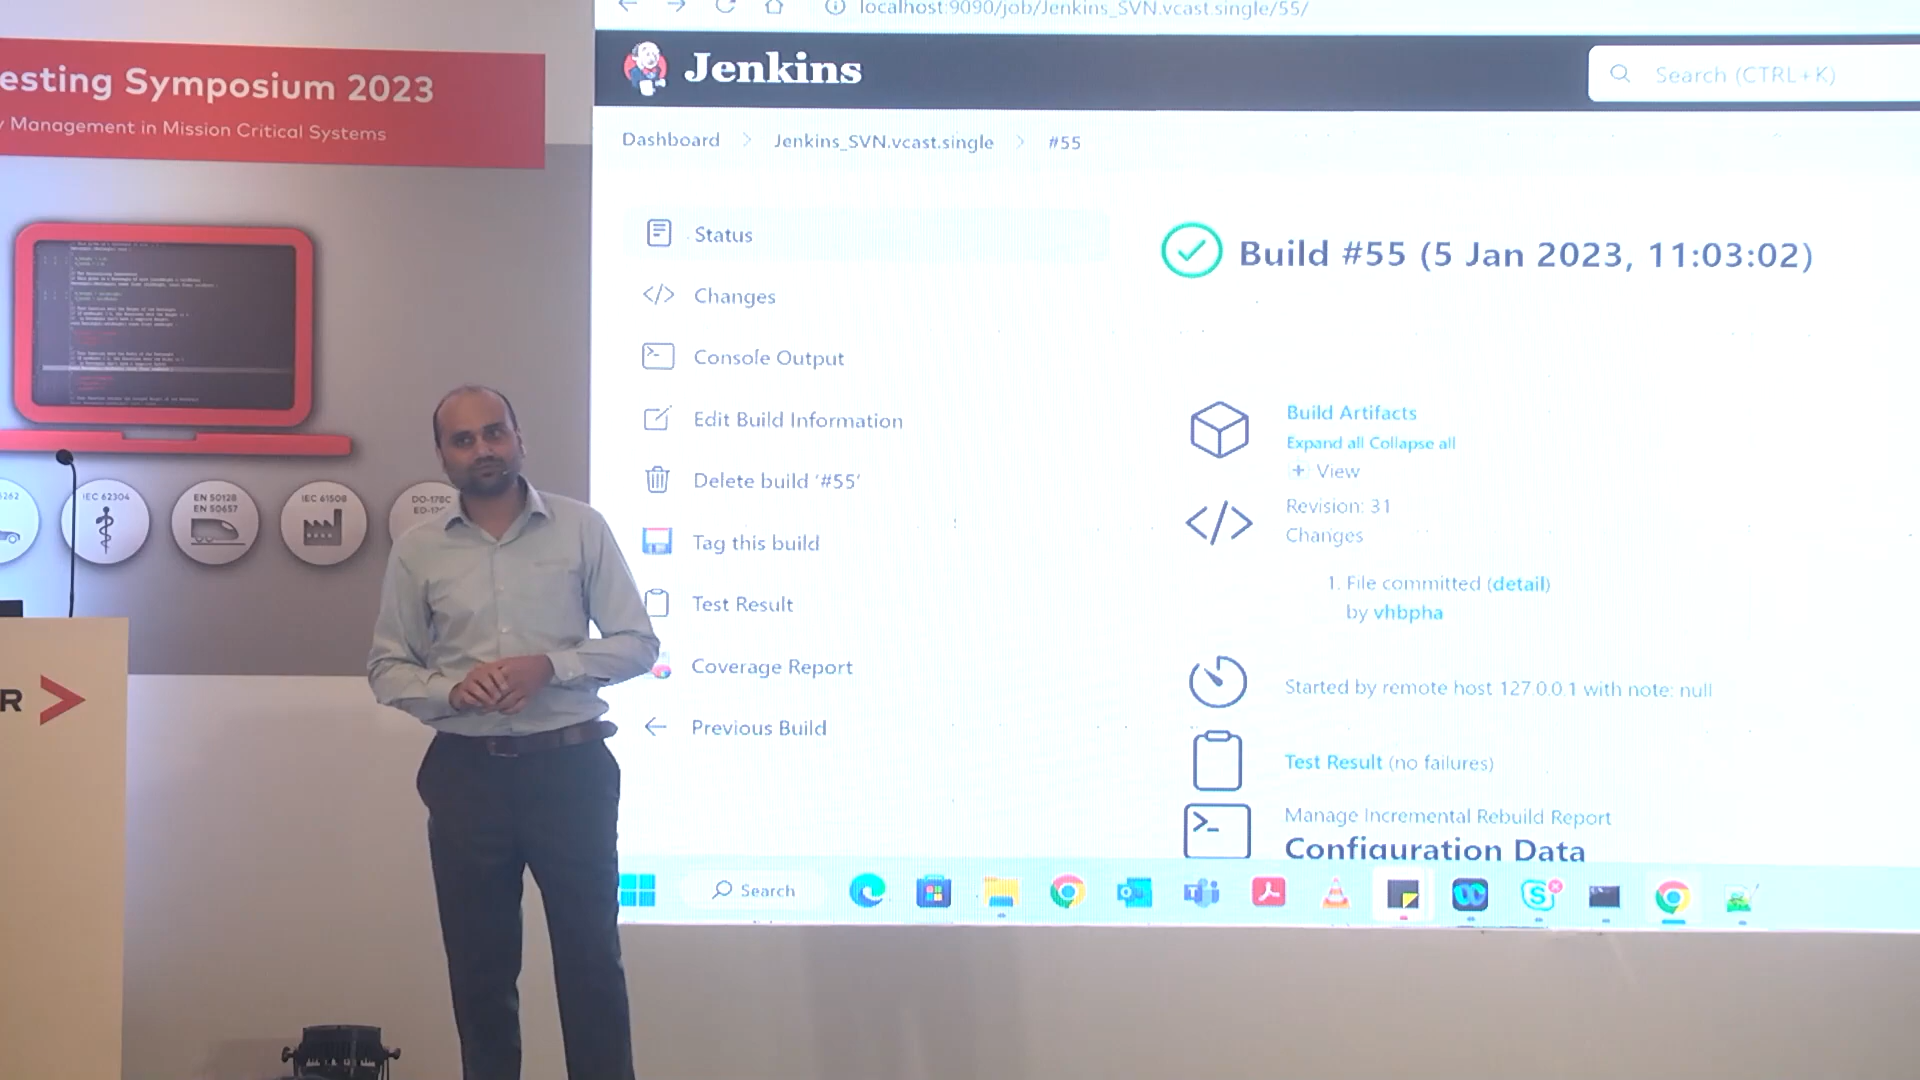 esting Symposium 2023
y Management in Mission Critical Systems
6262
IEC 62304
EN 50128
EN 50657
IEC 61508
DO-178C
R
localhost:9090/job/Jenkins_SVN.vcast.single/55/
Jenkins
Search (CTRL+K)
Dashboard
Jenkins_SVN.vcast.single
#55
Status
Changes
Console Output
Edit Build Information
Delete build '#55'
Tag this build
Test Result
Coverage Report
Previous Build
Build #55 (5 Jan 2023, 11:03:02)
Build Artifacts
Expand all Collapse all
+ View
Revision: 31
Changes
1. File committed (detail)
by vhbpha
Started by remote host 127.0.0.1 with note: null
Test Result (no failures)
Manage Incremental Rebuild Report
Configuration Data
Search